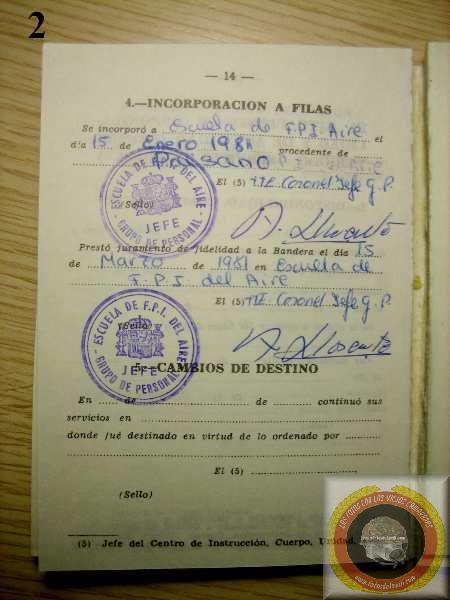 2
— 14 —
4.—INCORPORACION A FILAS
Se incorporó a Escuela de F.P.I. Aire el
día 15 de Enero 1981 procedente de
Paisano
El (5) TTE Coronel Jefe G.P.
(Sello)
ESCUELA DE F.P.I. DEL AIRE
JEFE
GRUPO DE PERSONAL
Prestó juramento de fidelidad a la Bandera el día 15
de Marzo de 1981 en Escuela de
F.P.I del Aire
El (5) TTE Coronel Jefe G.P.
(Sello)
ESCUELA DE F.P.I. DEL AIRE
JEFE
GRUPO DE PERSONAL
5.—CAMBIOS DE DESTINO
En ........ de ........................ de ............ continuó sus
servicios en ................................................
donde fué destinado en virtud de lo ordenado por ...............
El (5) ........................
(Sello)
(5) Jefe del Centro de Instrucción, Cuerpo, Unidad.